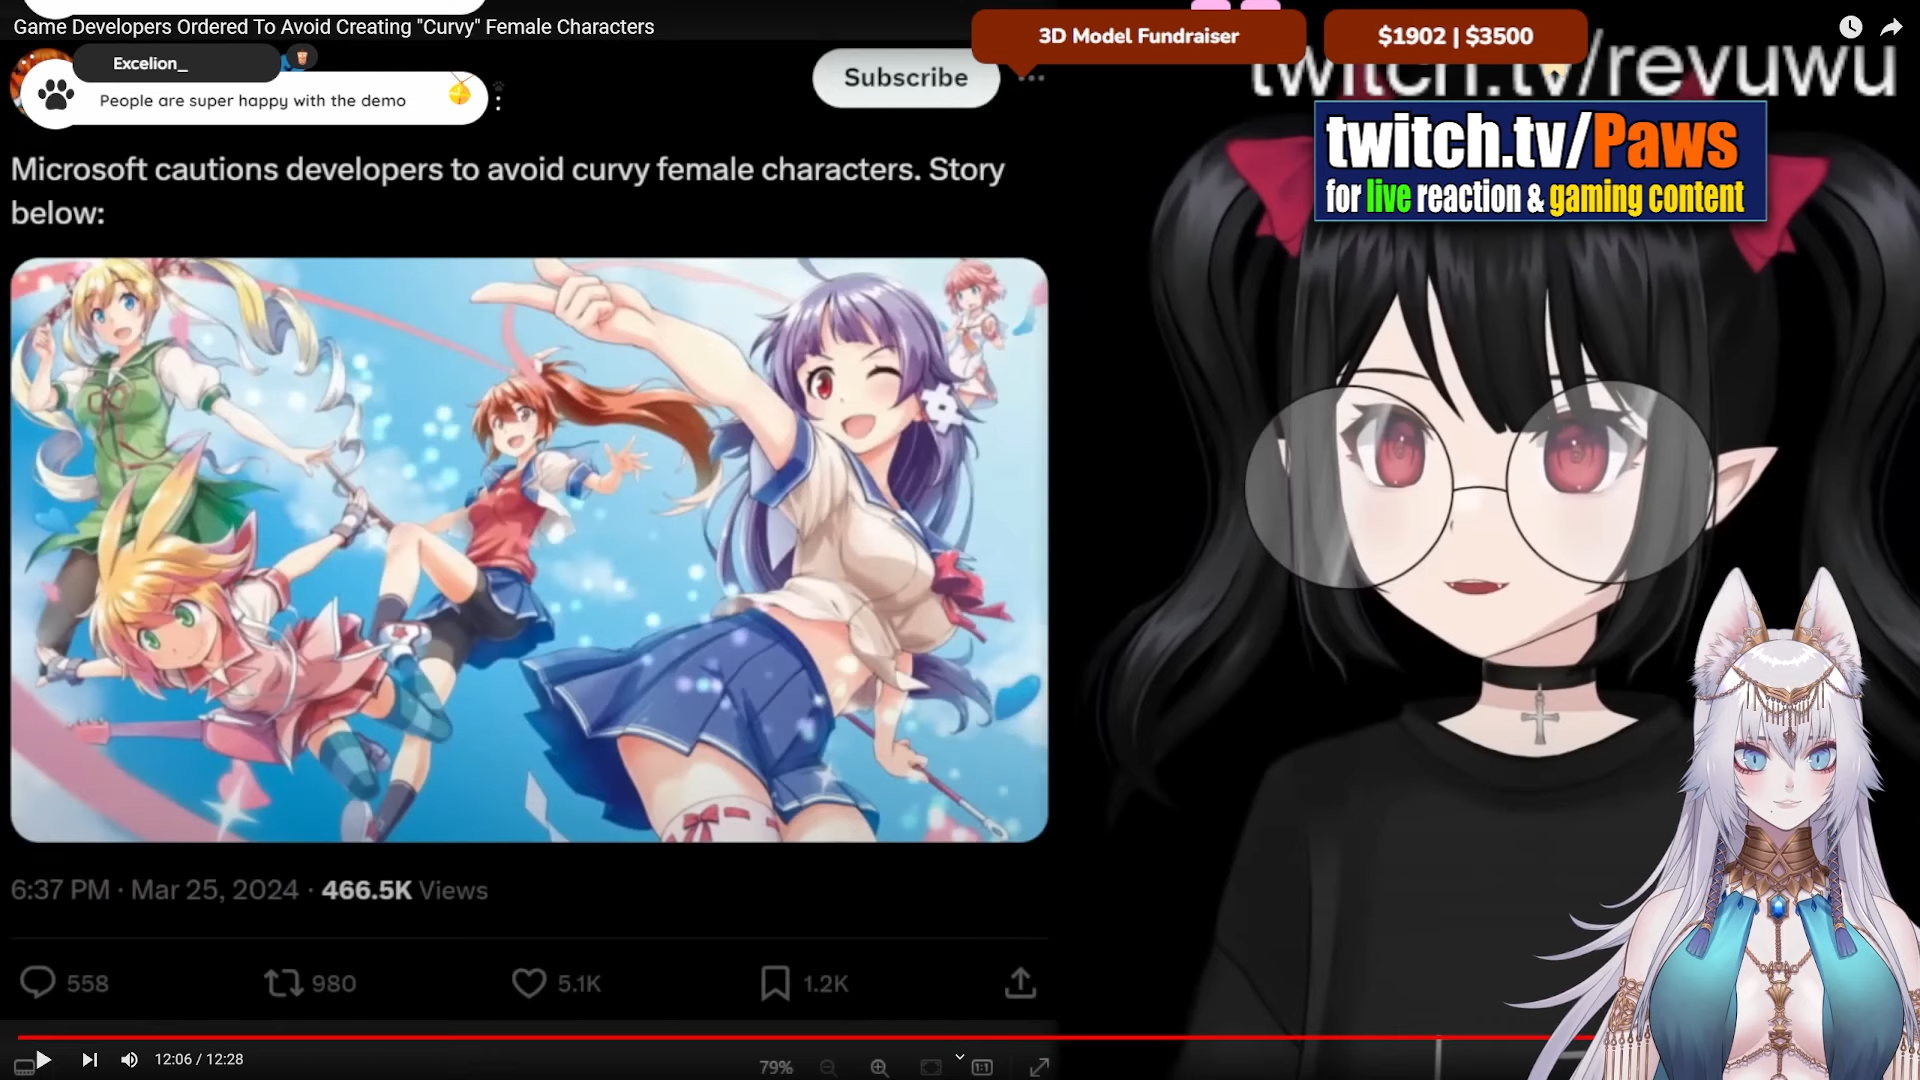 Game Developers Ordered To Avoid Creating "Curvy" Female Characters
3D Model Fundraiser
$1902 | $3500
Excelion_
People are super happy with the demo
Subscribe
twitch.tv/revuwu
twitch.tv/Paws
for live reaction & gaming content
Microsoft cautions developers to avoid curvy female characters. Story
below:
6:37 PM · Mar 25, 2024 · 466.5K Views
558
980
5.1K
1.2K
12:06 / 12:28
79%
1:1